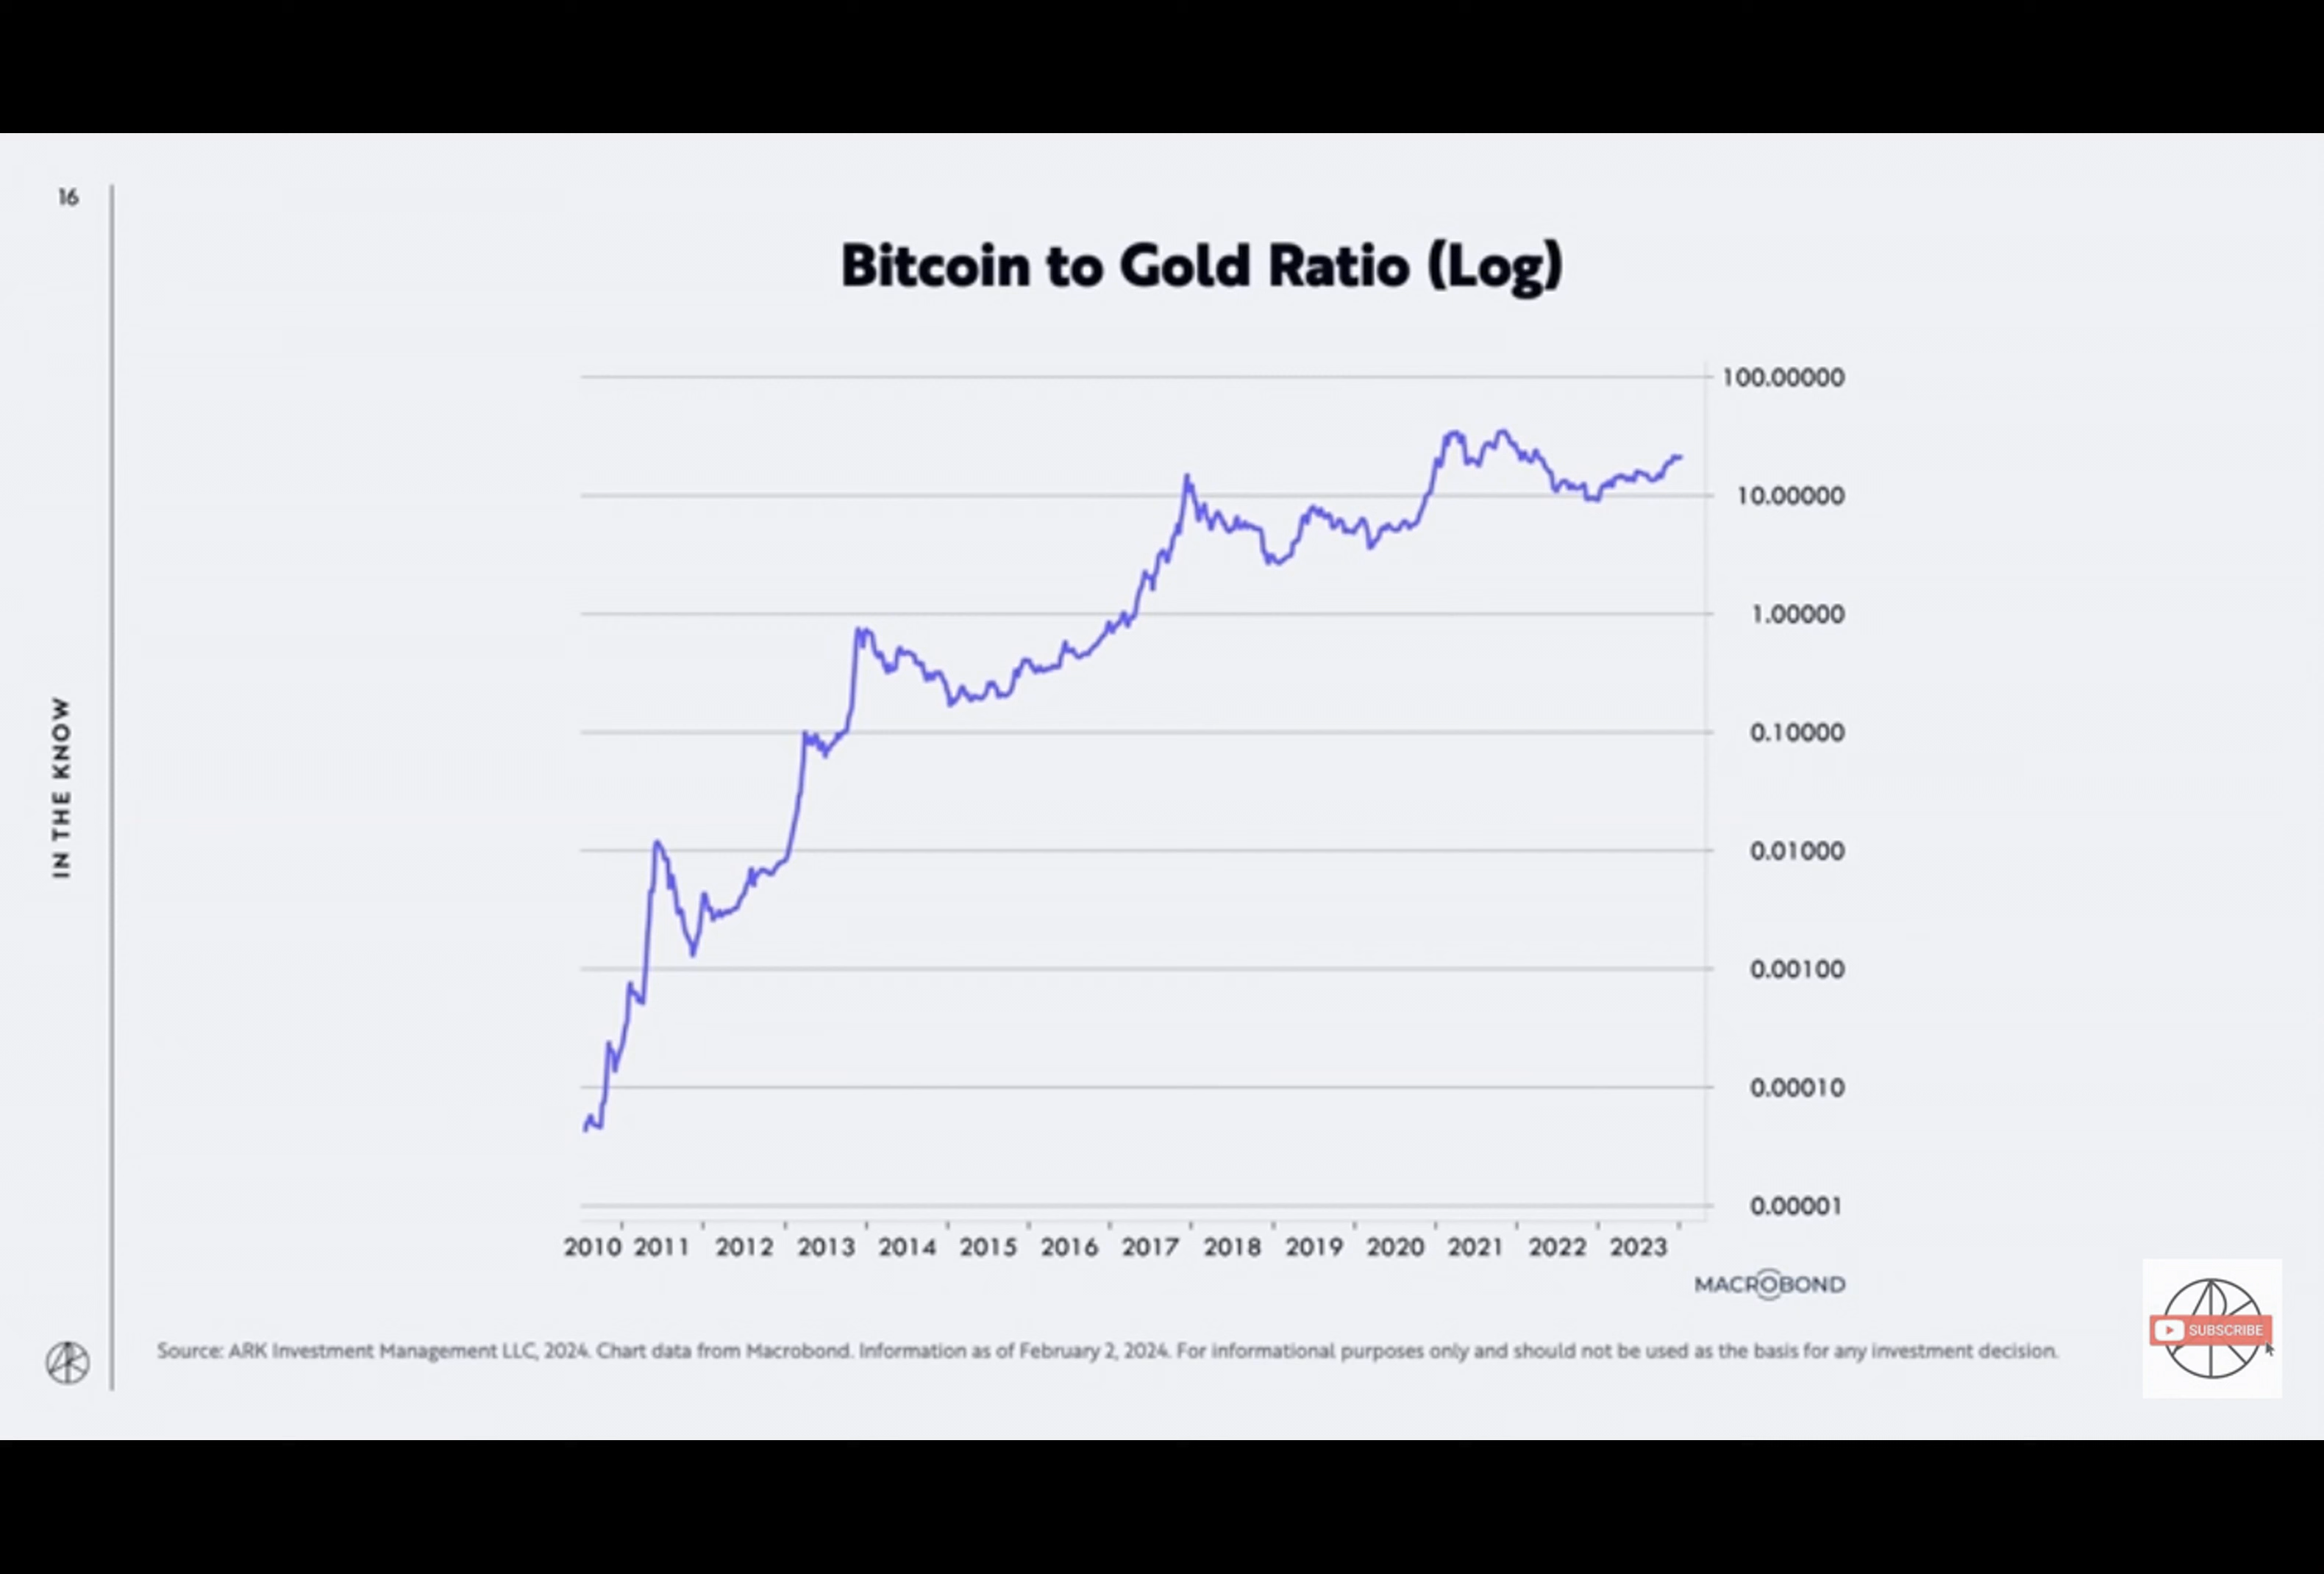 16
Bitcoin to Gold Ratio (Log)
100.00000
10.00000
1.00000
0.10000
0.01000
0.00100
0.00010
0.00001
2010 2011 2012 2013 2014 2015 2016 2017 2018 2019 2020 2021 2022 2023
MACROBOND
IN THE KNOW
Source: ARK Investment Management LLC, 2024. Chart data from Macrobond. Information as of February 2, 2024. For informational purposes only and should not be used as the basis for any investment decision.
SUBSCRIBE